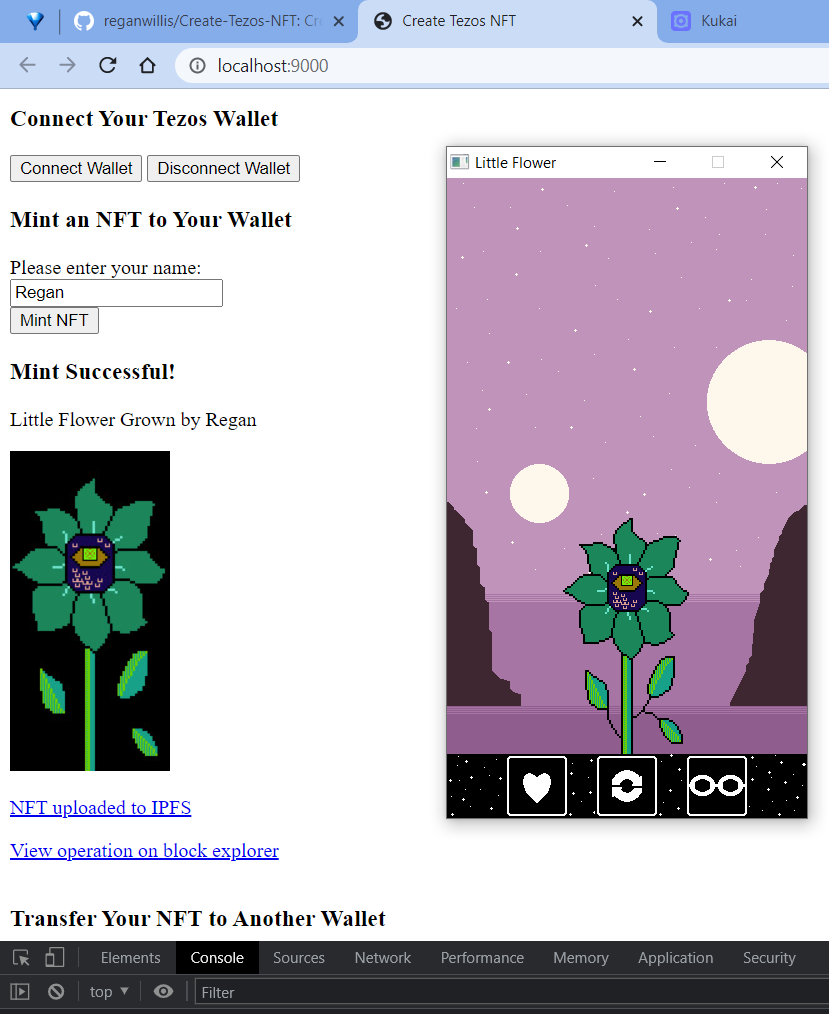 reganwillis/Create-Tezos-NFT: Cre
Create Tezos NFT
Kukai
localhost:9000
Connect Your Tezos Wallet
Connect Wallet
Disconnect Wallet
Mint an NFT to Your Wallet
Please enter your name:
Regan
Mint NFT
Mint Successful!
Little Flower Grown by Regan
NFT uploaded to IPFS
View operation on block explorer
Transfer Your NFT to Another Wallet
Little Flower
Elements
Console
Sources
Network
Performance
Memory
Application
Security
top
Filter